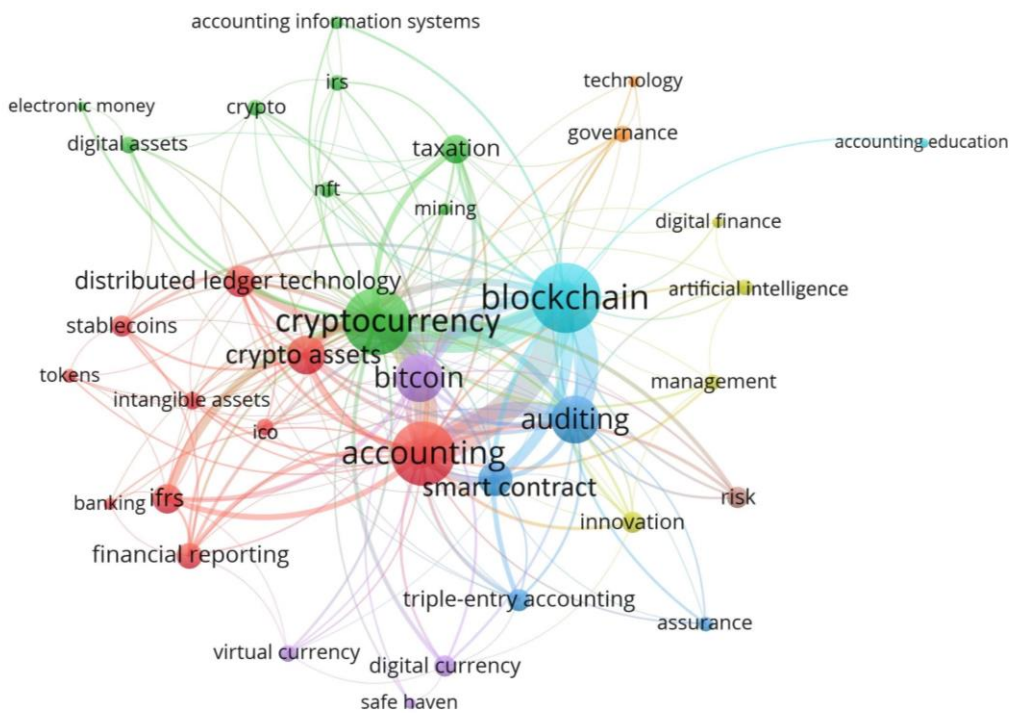 accounting information systems
technology
irs
electronic money
crypto
governance
digital assets
taxation
accounting education
nft
mining
digital finance
distributed ledger technology
blockchain
artificial intelligence
stablecoins
cryptocurrency
crypto assets
tokens
bitcoin
management
intangible assets
auditing
ico
accounting
smart contract
banking
ifrs
risk
innovation
financial reporting
triple-entry accounting
assurance
virtual currency
digital currency
safe haven